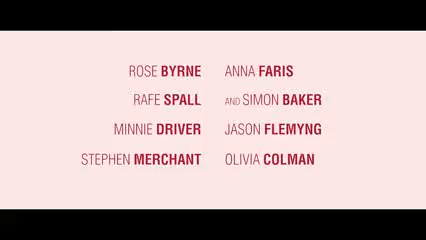 ROSE BYRNE ANNA FARIS
RAFE SPALL AND SIMON BAKER
MINNIE DRIVER JASON FLEMYNG
STEPHEN MERCHANT OLIVIA COLMAN